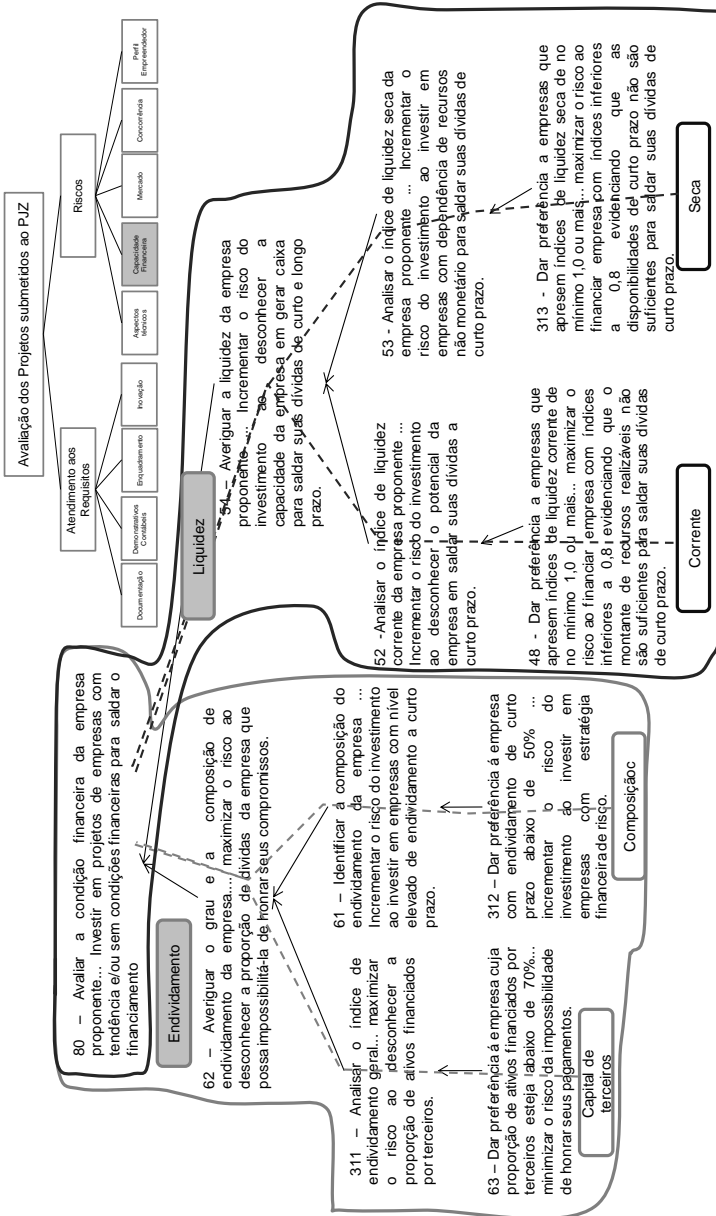 Avaliação dos Projetos submetidos ao PJZ
Atendimento aos
Requisitos
Riscos
Documentação
Demonstrativos
Contábeis
Enquadramento
Inovação
Aspectos
técnicos
Capacidade
Financeira
Mercado
Concorrência
Perfil
Empreendedor
80 – Avaliar a condição financeira da empresa
proponente... Investir em projetos de empresas com
tendência e/ou sem condições financeiras para saldar o
financiamento
Endividamento
Liquidez
62 – Averiguar o grau e a composição de
endividamento da empresa.... maximizar o risco ao
desconhecer a proporção de dívidas da empresa que
possa impossibilitá-la de honrar seus compromissos.
54 – Averiguar a liquidez da empresa
proponente... Incrementar o risco do
investimento ao desconhecer a
capacidade da empresa em gerar caixa
para saldar suas dívidas de curto e longo
prazo.
311 – Analisar o índice de
endividamento geral... maximizar
o risco ao desconhecer a
proporção de ativos financiados
por terceiros.
61 – Identificar a composição do
endividamento da empresa ...
Incrementar o risco do investimento
ao investir em empresas com nível
elevado de endividamento a curto
prazo.
52 -Analisar o índice de liquidez
corrente da empresa proponente ...
Incrementar o risco do investimento
ao desconhecer o potencial da
empresa em saldar suas dívidas a
curto prazo.
53 - Analisar o índice de liquidez seca da
empresa proponente ... Incrementar o
risco do investimento ao investir em
empresas com dependência de recursos
não monetário para saldar suas dívidas de
curto prazo.
63 – Dar preferência á empresa cuja
proporção de ativos financiados por
terceiros esteja labaixo de 70%...
minimizar o risco da impossibilidade
de honrar seus pagamentos.
312 – Dar preferência á empresa
com endividamento de curto
prazo abaixo de 50% ...
incrementar o risco do
investimento ao investir em
empresas com estratégia
financeira de risco.
48 - Dar preferência a empresas que
apresem índices de liquidez corrente de
no mínimo 1,0 ou mais... maximizar o
risco ao financiar empresa com índices
inferiores a 0,8 evidenciando que o
montante de recursos realizáveis não
são suficientes para saldar suas dívidas
de curto prazo.
313 - Dar preferência a empresas que
apresem índices de liquidez seca de no
mínimo 1,0 ou mais... maximizar o risco ao
financiar empresa com índices inferiores
a 0,8 evidenciando que as
disponibilidades de curto prazo não são
suficientes para saldar suas dívidas de
curto prazo.
Capital de
terceiros
Composiçãoc
Corrente
Seca